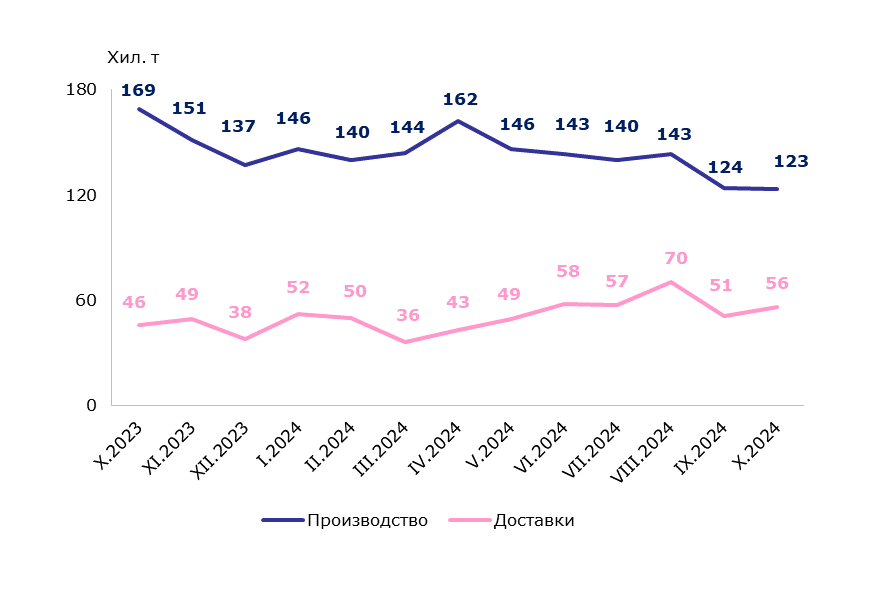 Хил. т
180
120
60
0
169 151 137 146 140 144 162 146 143 140 143 124 123
46 49 38 52 50 36 43 49 58 57 70 51 56
X.2023 XI.2023 XII.2023 I.2024 II.2024 III.2024 IV.2024 V.2024 VI.2024 VII.2024 VIII.2024 IX.2024 X.2024
Производство Доставки